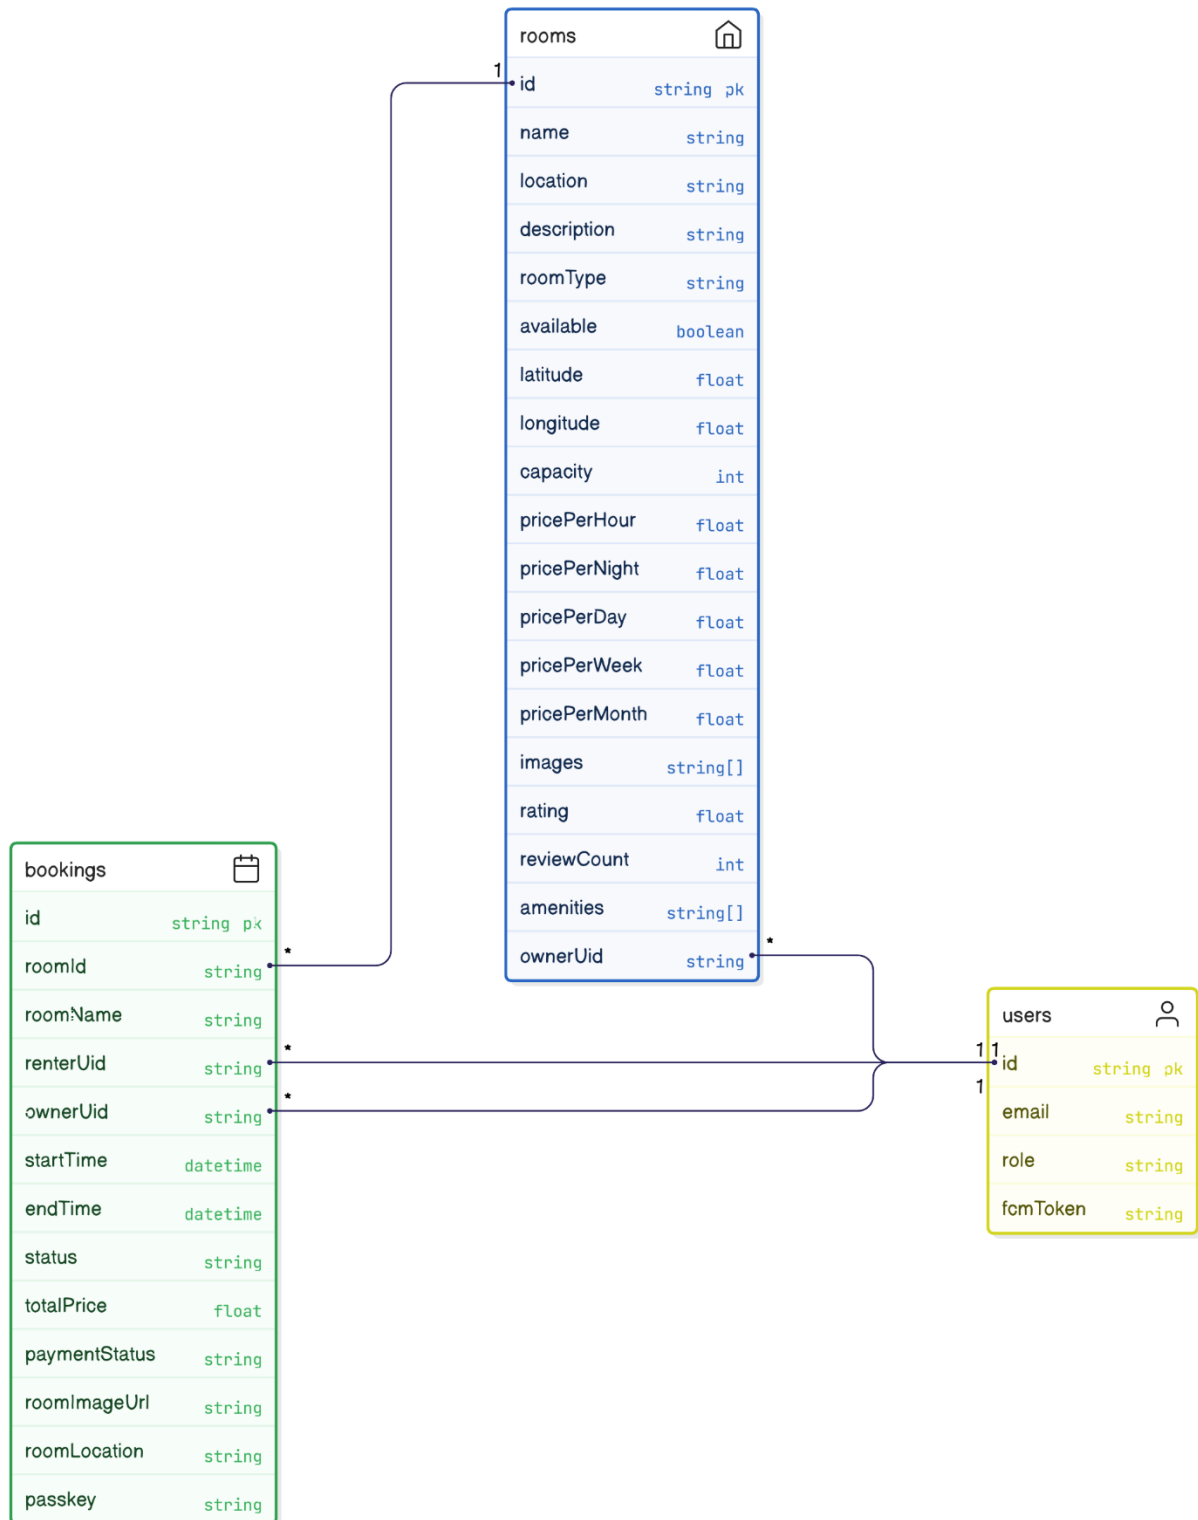 rooms
1
id string pk
name string
location string
description string
roomType string
available boolean
latitude float
longitude float
capacity int
pricePerHour float
pricePerNight float
pricePerDay float
pricePerWeek float
pricePerMonth float
images string[]
rating float
reviewCount int
amenities string[]
ownerUid string
*
bookings
id string pk
roomId string
*
roomName string
renterUid string
*
ownerUid string
*
startTime datetime
endTime datetime
status string
totalPrice float
paymentStatus string
roomImageUrl string
roomLocation string
passkey string
users
1 1
id string pk
1
email string
role string
fcmToken string